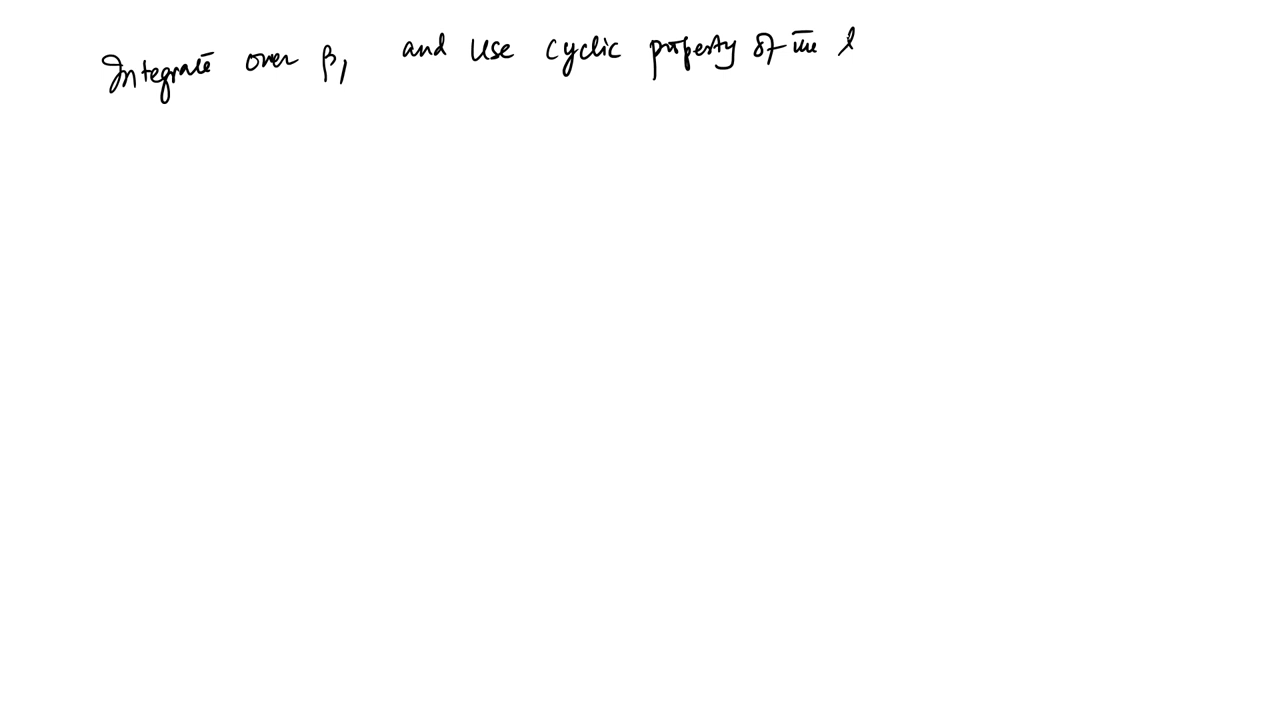 Integrate over β, and use cyclic property of the